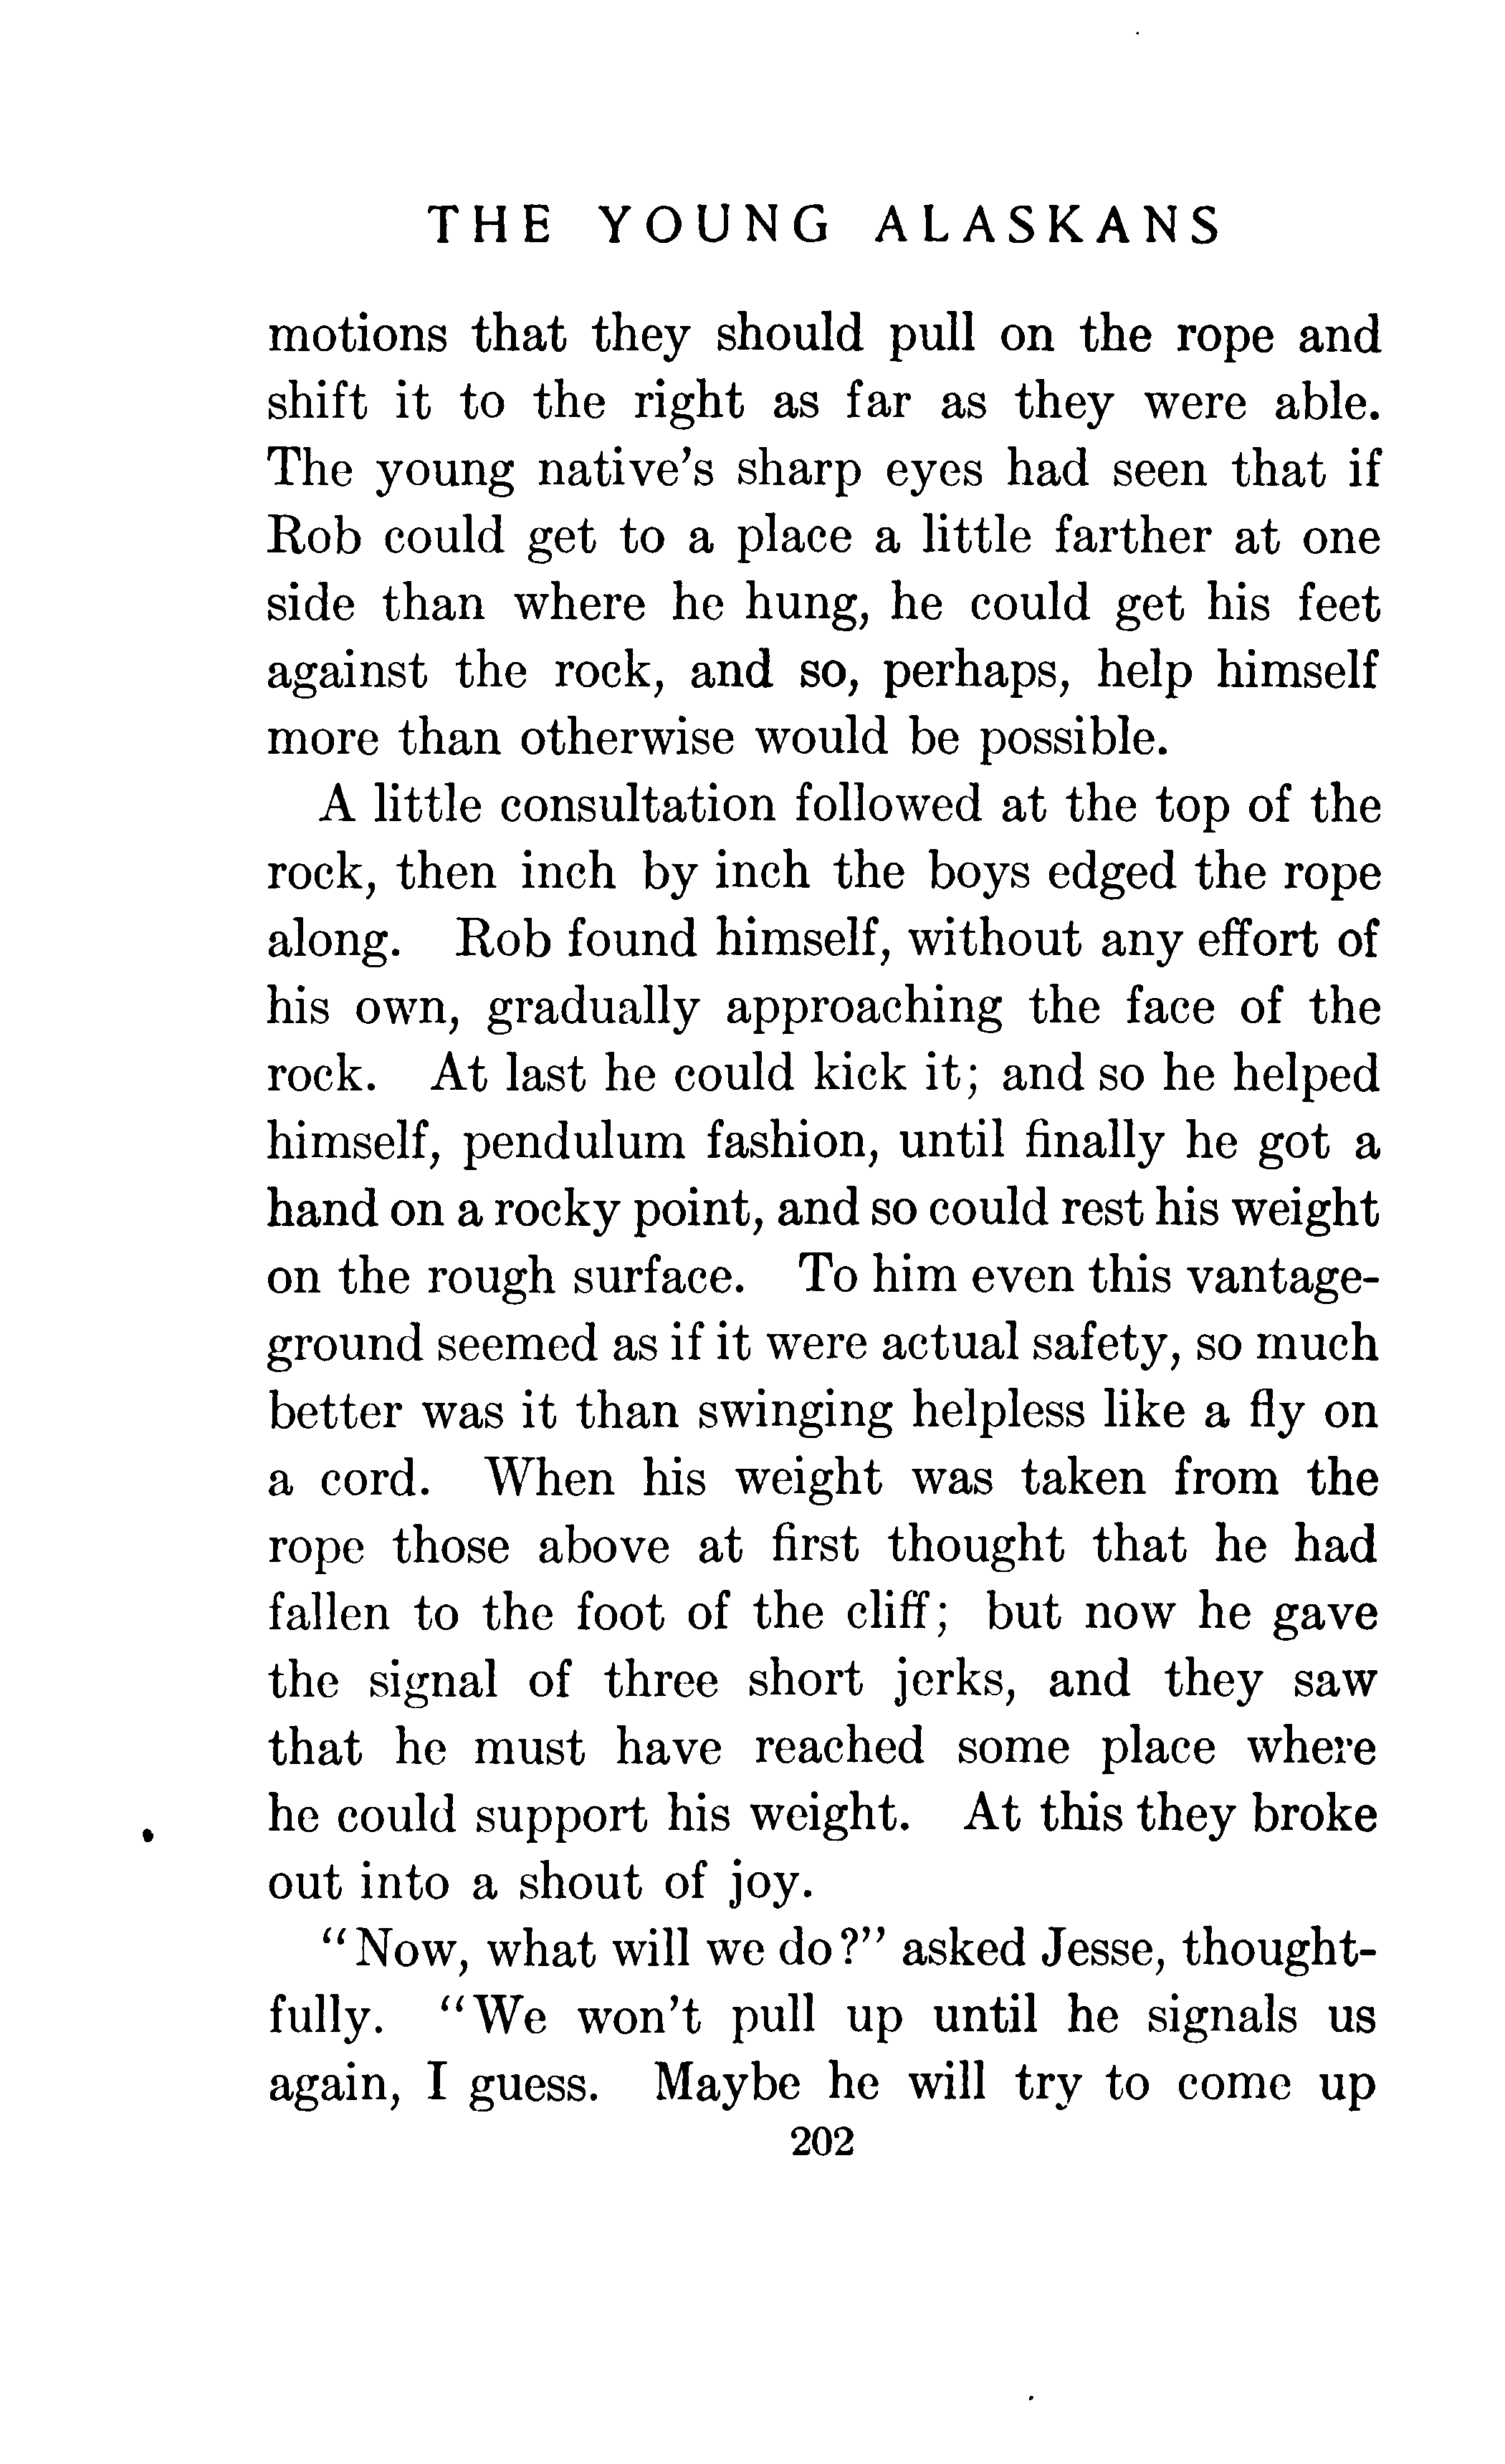 THE YOUNG ALASKANS
motions that they should pull on the rope and
shift it to the right as far as they were able.
The young native's sharp eyes had seen that if
Rob could get to a place a little farther at one
side than where he hung, he could get his feet
against the rock, and so, perhaps, help himself
more than otherwise would be possible.
A little consultation followed at the top of the
rock, then inch by inch the boys edged the rope
along. Rob found himself, without any effort of
his own, gradually approaching the face of the
rock. At last he could kick it; and so he helped
himself, pendulum fashion, until finally he got a
hand on a rocky point, and so could rest his weight
on the rough surface. To him even this vantage-
ground seemed as if it were actual safety, so much
better was it than swinging helpless like a fly on
a cord. When his weight was taken from the
rope those above at first thought that he had
fallen to the foot of the cliff; but now he gave
the signal of three short jerks, and they saw
that he must have reached some place where
he could support his weight. At this they broke
out into a shout of joy.
"Now, what will we do?" asked Jesse, thought-
fully. "We won't pull up until he signals us
again, I guess. Maybe he will try to come up
202